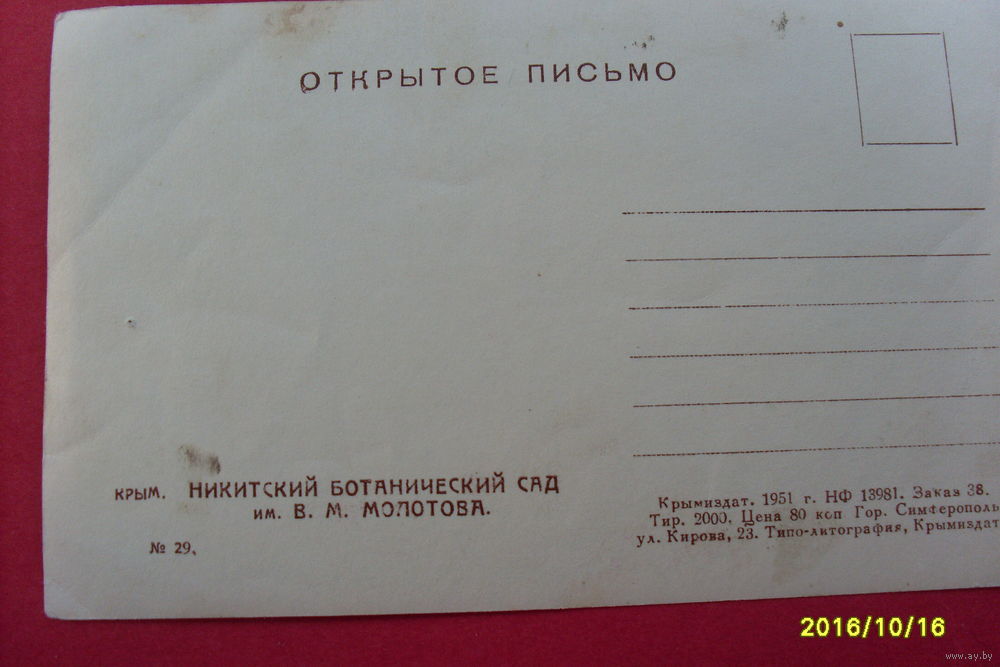 ОТКРЫТОЕ ПИСЬМО
КРЫМ. НИКИТСКИЙ БОТАНИЧЕСКИЙ САД
ИМ. В. М. МОЛОТОВА.
№ 29.
Крымиздат. 1951 г. НФ 13981. Заказ 38.
Тир. 2000. Цена 80 коп Гор. Симферополь
ул. Кирова, 23. Типо-литография, Крымиздат
2016/10/16
www.ay.by